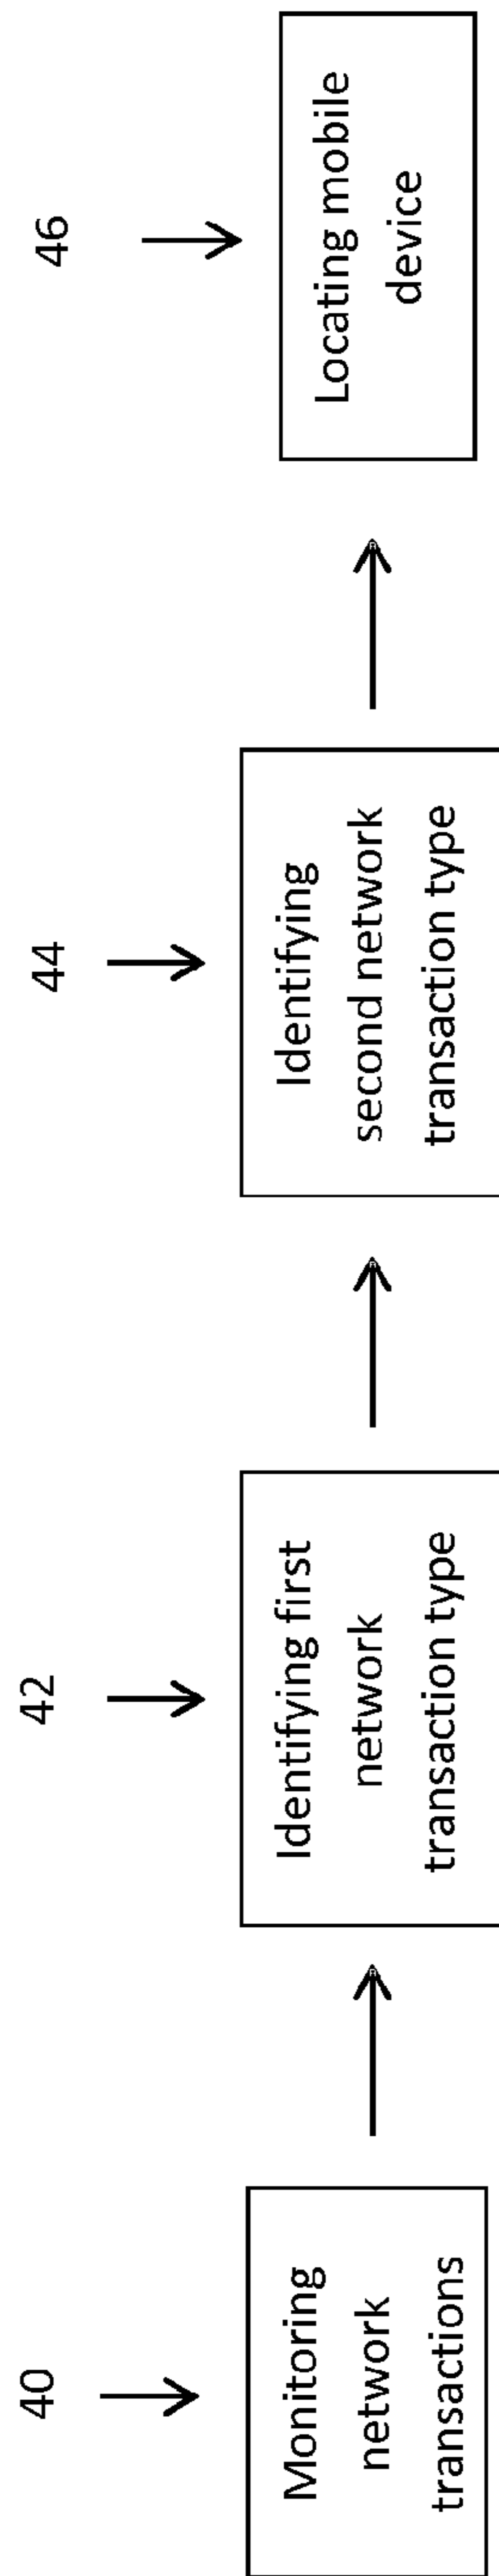 40
Monitoring
network
transactions
42
Identifying first
network
transaction type
44
Identifying
second network
transaction type
46
Locating mobile
device